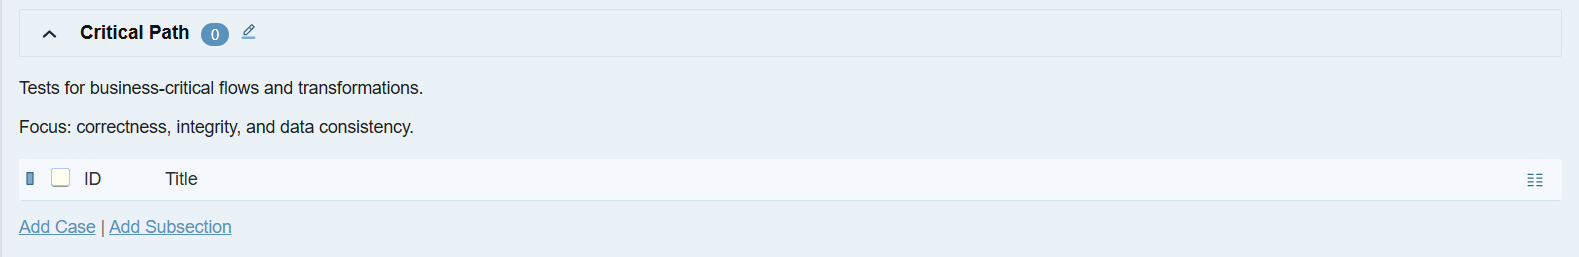 Critical Path 0
Tests for business-critical flows and transformations.
Focus: correctness, integrity, and data consistency.
ID Title
Add Case | Add Subsection